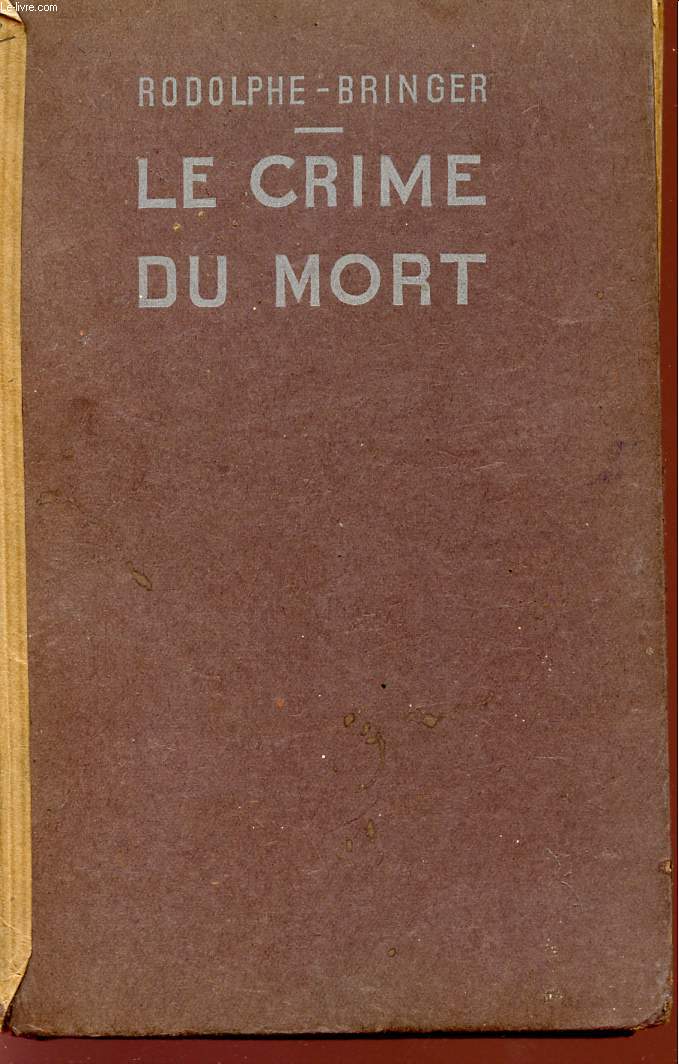 Le-livre.com
RODOLPHE - BRINGER
LE CRIME
DU MORT